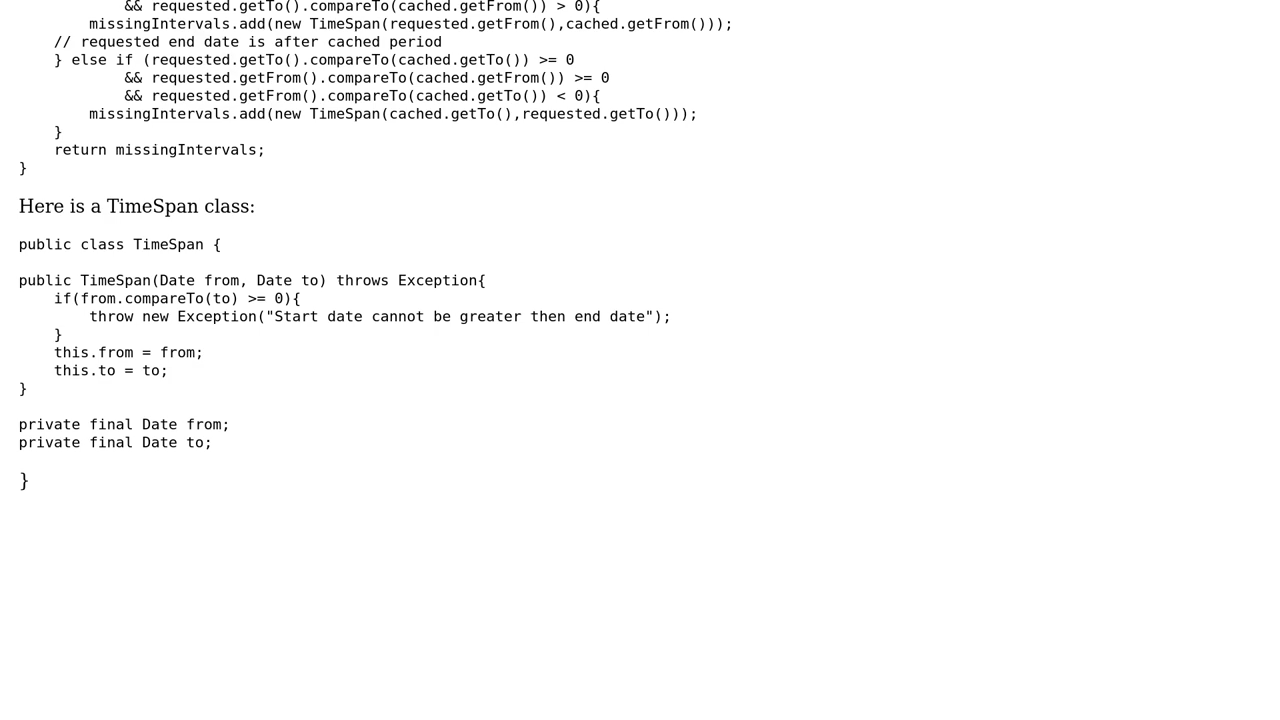 && requested.getTo().compareTo(cached.getFrom()) > 0){
        missingIntervals.add(new TimeSpan(requested.getFrom(),cached.getFrom()));
    // requested end date is after cached period
    } else if (requested.getTo().compareTo(cached.getTo()) >= 0
            && requested.getFrom().compareTo(cached.getFrom()) >= 0
            && requested.getFrom().compareTo(cached.getTo()) < 0){
        missingIntervals.add(new TimeSpan(cached.getTo(),requested.getTo()));
    }
    return missingIntervals;
}
Here is a TimeSpan class:
public class TimeSpan {
public TimeSpan(Date from, Date to) throws Exception{
    if(from.compareTo(to) >= 0){
        throw new Exception("Start date cannot be greater then end date");
    }
    this.from = from;
    this.to = to;
}
private final Date from;
private final Date to;
}